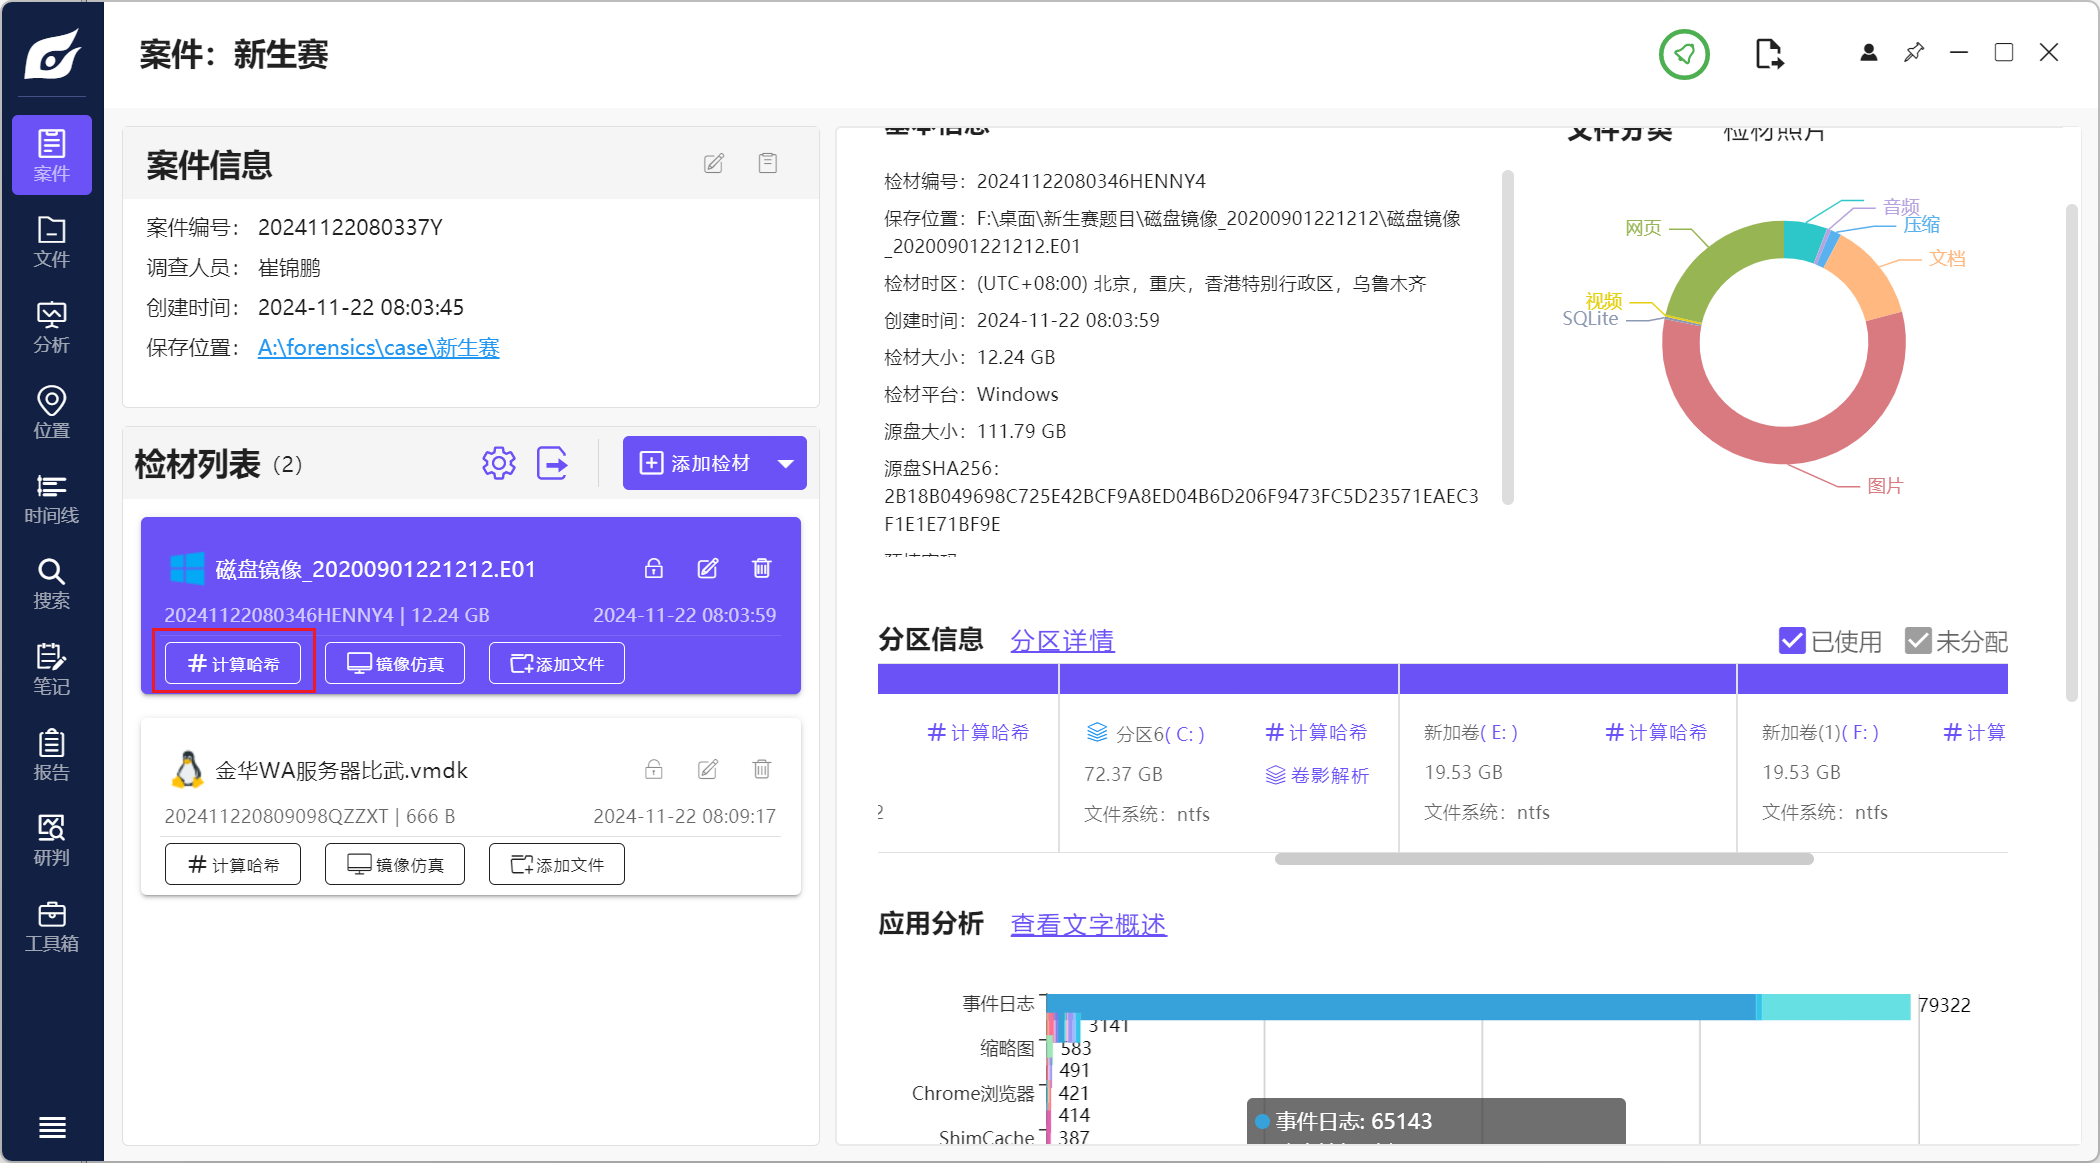 案件：新生赛
案件
文件
分析
位置
时间线
搜索
笔记
报告
研判
工具箱
案件信息
案件编号： 20241122080337Y
调查人员： 崔锦鹏
创建时间： 2024-11-22 08:03:45
保存位置： A:\forensics\case\新生赛
检材列表 (2)
添加检材
磁盘镜像_20200901221212.E01
20241122080346HENNY4 | 12.24 GB 2024-11-22 08:03:59
计算哈希 镜像仿真 添加文件
金华WA服务器比武.vmdk
202411220809098QZZXT | 666 B 2024-11-22 08:09:17
计算哈希 镜像仿真 添加文件
基本信息
检材编号：20241122080346HENNY4
保存位置：F:\桌面\新生赛题目\磁盘镜像_20200901221212\磁盘镜像
_20200901221212.E01
检材时区：(UTC+08:00) 北京，重庆，香港特别行政区，乌鲁木齐
创建时间：2024-11-22 08:03:59
检材大小：12.24 GB
检材平台：Windows
源盘大小：111.79 GB
源盘SHA256：
2B18B049698C725E42BCF9A8ED04B6D206F9473FC5D23571EAEC3
F1E1E71BF9E
文件分类 检材照片
音频
压缩
网页
文档
视频
SQLite
图片
分区信息 分区详情
已使用 未分配
计算哈希
2
分区6( C: ) 计算哈希
72.37 GB 卷影解析
文件系统：ntfs
新加卷( E: ) 计算哈希
19.53 GB
文件系统：ntfs
新加卷(1)( F: ) 计算
19.53 GB
文件系统：ntfs
应用分析 查看文字概述
事件日志 79322
3141
缩略图 583
491
Chrome浏览器 421
414
ShimCache 387
事件日志: 65143